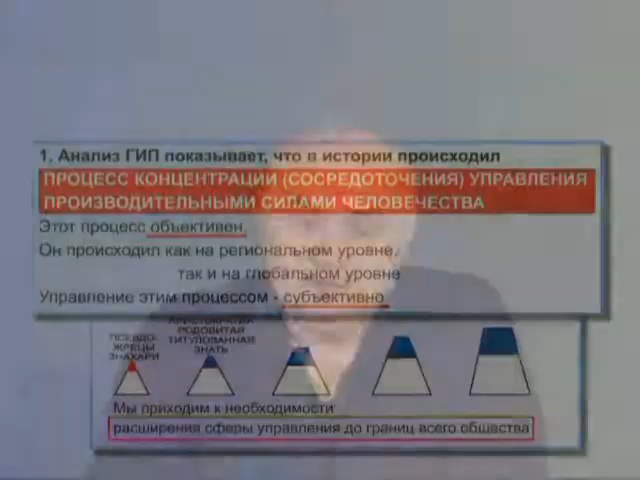 1. Анализ ГИП показывает, что в истории происходил
ПРОЦЕСС КОНЦЕНТРАЦИИ (СОСРЕДОТОЧЕНИЯ) УПРАВЛЕНИЯ
ПРОИЗВОДИТЕЛЬНЫМИ СИЛАМИ ЧЕЛОВЕЧЕСТВА
Этот процесс объективен.
Он происходил как на региональном уровне,
так и на глобальном уровне
Управление этим процессом - субъективно
ПСЕВДО-
ЖРЕЦЫ
ЗНАХАРИ
РОДОВИТАЯ
ТИТУЛОВАННАЯ
ЗНАТЬ
Мы приходим к необходимости
расширения сферы управления до границ всего общества